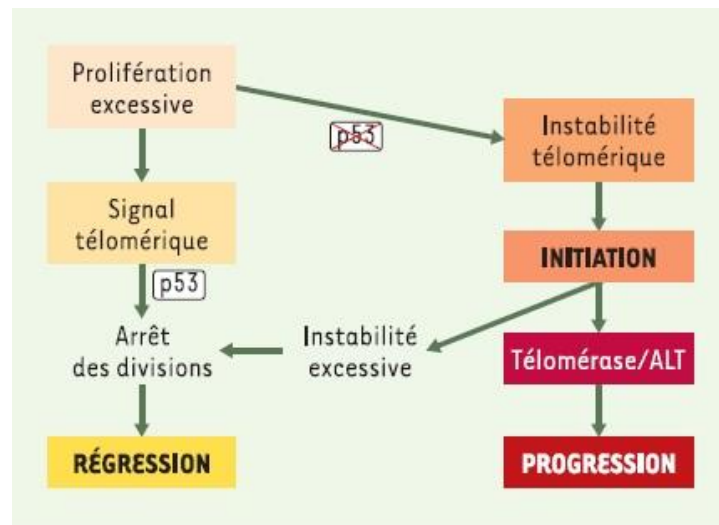 Prolifération
excessive
p53
Instabilité
télomérique
Signal
télomérique
INITIATION
p53
Arrêt
des divisions
Instabilité
excessive
Télomérase/ALT
RÉGRESSION
PROGRESSION